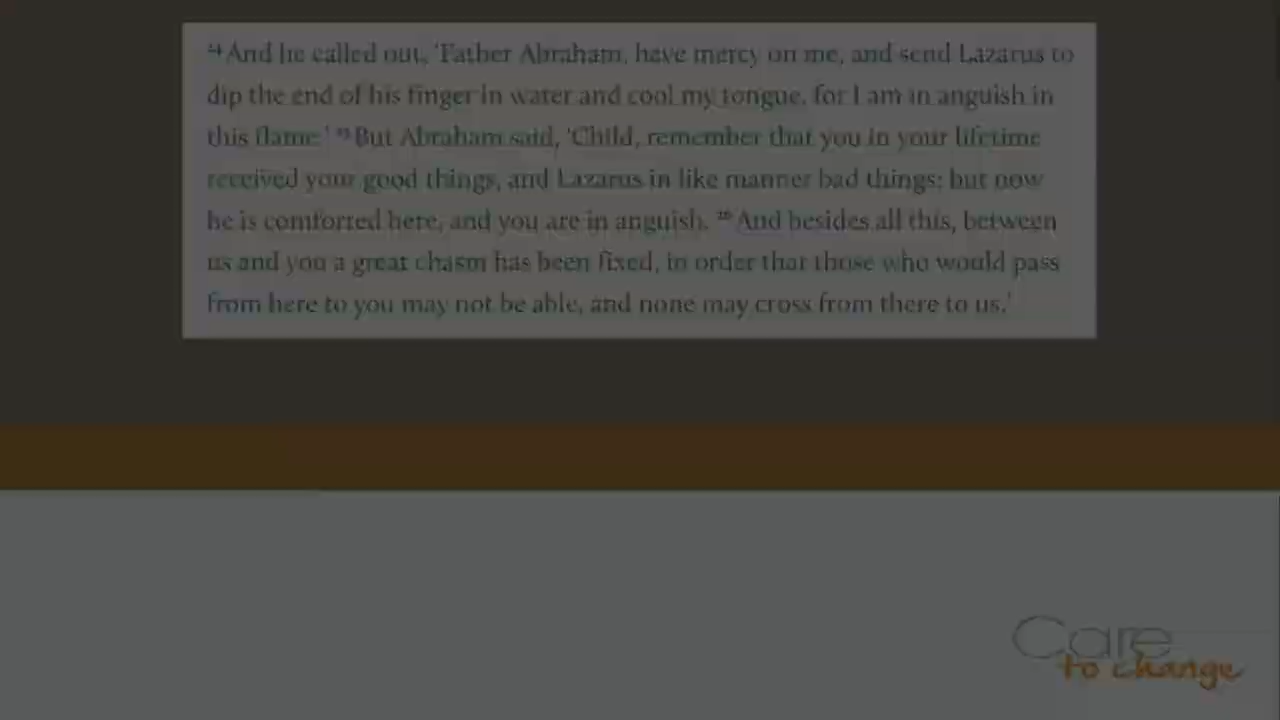 ²⁴And he called out, 'Father Abraham, have mercy on me, and send Lazarus to
dip the end of his finger in water and cool my tongue, for I am in anguish in
this flame.' ²⁵But Abraham said, 'Child, remember that you in your lifetime
received your good things, and Lazarus in like manner bad things; but now
he is comforted here, and you are in anguish. ²⁶And besides all this, between
us and you a great chasm has been fixed, in order that those who would pass
from here to you may not be able, and none may cross from there to us.'
Care
to change